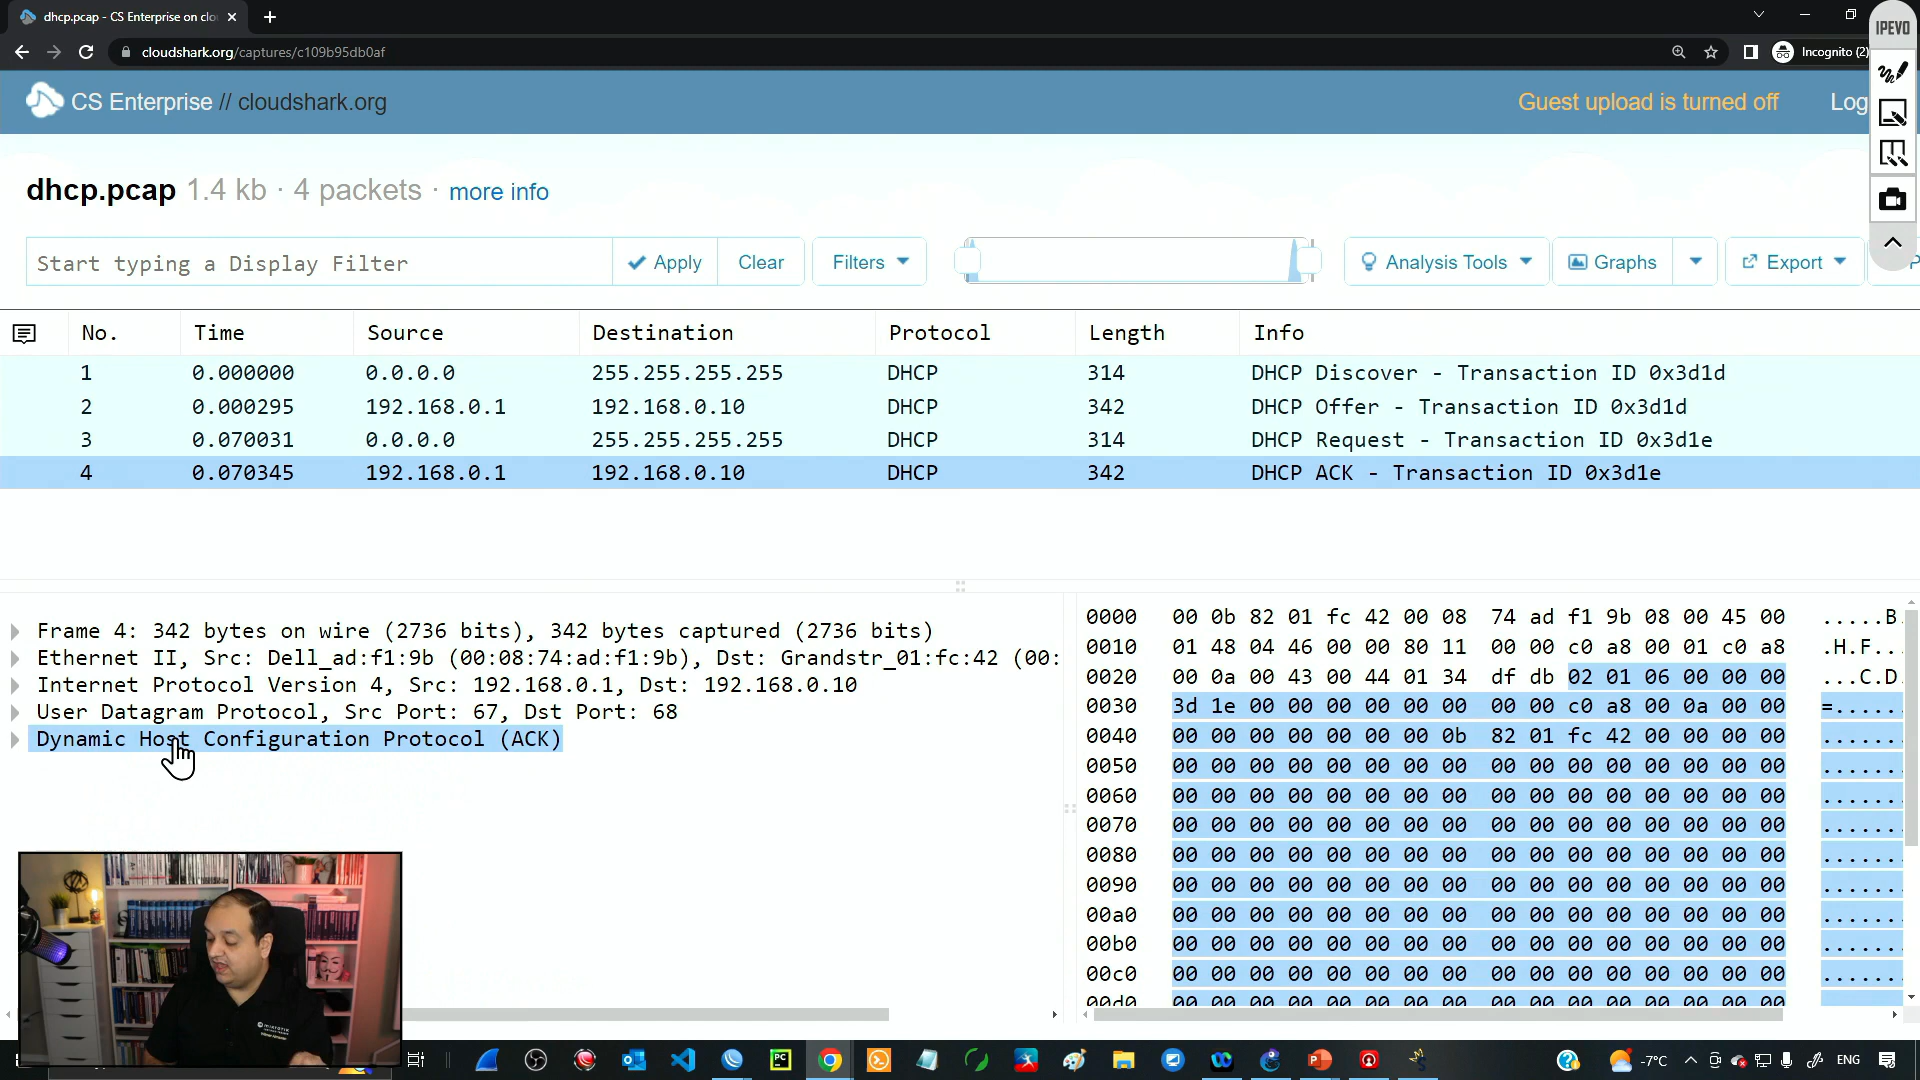 dhcp.pcap - CS Enterprise on clo
cloudshark.org/captures/c109b95db0af
Incognito (2)
IPEVO
CS Enterprise // cloudshark.org
Guest upload is turned off
Log
dhcp.pcap 1.4 kb · 4 packets · more info
Start typing a Display Filter
Apply
Clear
Filters
Analysis Tools
Graphs
Export
No. Time Source Destination Protocol Length Info
1 0.000000 0.0.0.0 255.255.255.255 DHCP 314 DHCP Discover - Transaction ID 0x3d1d
2 0.000295 192.168.0.1 192.168.0.10 DHCP 342 DHCP Offer - Transaction ID 0x3d1d
3 0.070031 0.0.0.0 255.255.255.255 DHCP 314 DHCP Request - Transaction ID 0x3d1e
4 0.070345 192.168.0.1 192.168.0.10 DHCP 342 DHCP ACK - Transaction ID 0x3d1e
Frame 4: 342 bytes on wire (2736 bits), 342 bytes captured (2736 bits)
Ethernet II, Src: Dell_ad:f1:9b (00:08:74:ad:f1:9b), Dst: Grandstr_01:fc:42 (00:
Internet Protocol Version 4, Src: 192.168.0.1, Dst: 192.168.0.10
User Datagram Protocol, Src Port: 67, Dst Port: 68
Dynamic Host Configuration Protocol (ACK)
0000 00 0b 82 01 fc 42 00 08 74 ad f1 9b 08 00 45 00 .....B.
0010 01 48 04 46 00 00 80 11 00 00 c0 a8 00 01 c0 a8 .H.F...
0020 00 0a 00 43 00 44 01 34 df db 02 01 06 00 00 00 ...C.D.
0030 3d 1e 00 00 00 00 00 00 00 00 c0 a8 00 0a 00 00 =......
0040 00 00 00 00 00 00 00 0b 82 01 fc 42 00 00 00 00 .......
0050 00 00 00 00 00 00 00 00 00 00 00 00 00 00 00 00 .......
0060 00 00 00 00 00 00 00 00 00 00 00 00 00 00 00 00 .......
0070 00 00 00 00 00 00 00 00 00 00 00 00 00 00 00 00 .......
0080 00 00 00 00 00 00 00 00 00 00 00 00 00 00 00 00 .......
0090 00 00 00 00 00 00 00 00 00 00 00 00 00 00 00 00 .......
00a0 00 00 00 00 00 00 00 00 00 00 00 00 00 00 00 00 .......
00b0 00 00 00 00 00 00 00 00 00 00 00 00 00 00 00 00 .......
00c0 00 00 00 00 00 00 00 00 00 00 00 00 00 00 00 00 .......
00d0 00 00 00 00 00 00 00 00 00 00 00 00 00 00 00 00 .......
-7°C
ENG